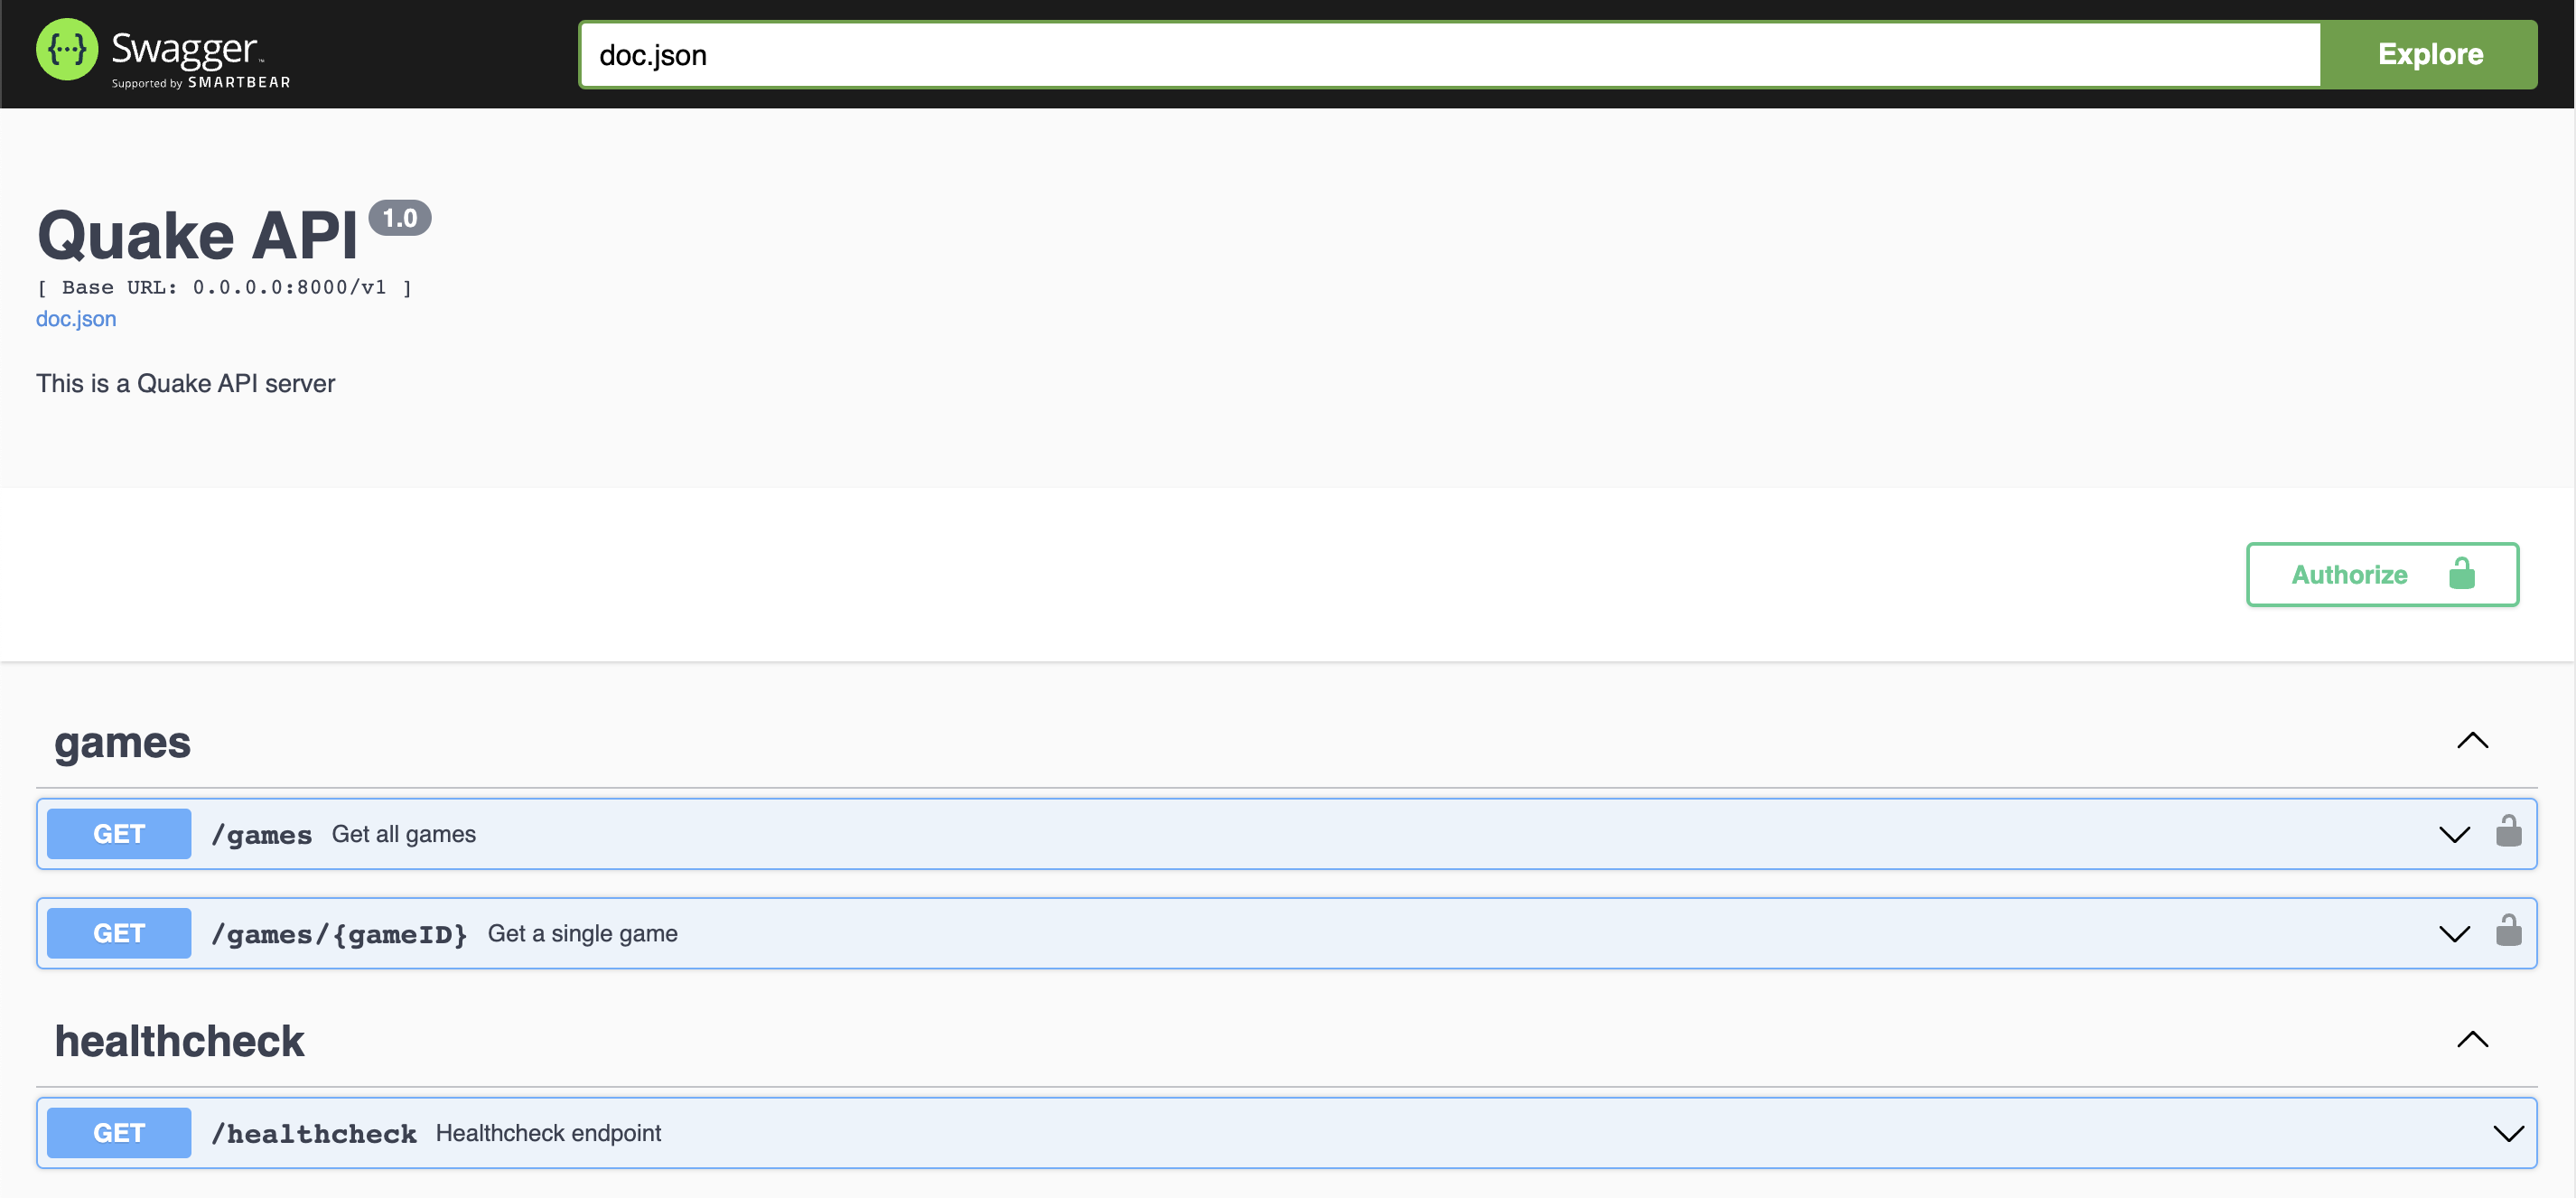 {···} Swagger™
Supported by SMARTBEAR
doc.json
Explore
Quake API 1.0
[ Base URL: 0.0.0.0:8000/v1 ]
doc.json
This is a Quake API server
Authorize
games
GET /games Get all games
GET /games/{gameID} Get a single game
healthcheck
GET /healthcheck Healthcheck endpoint